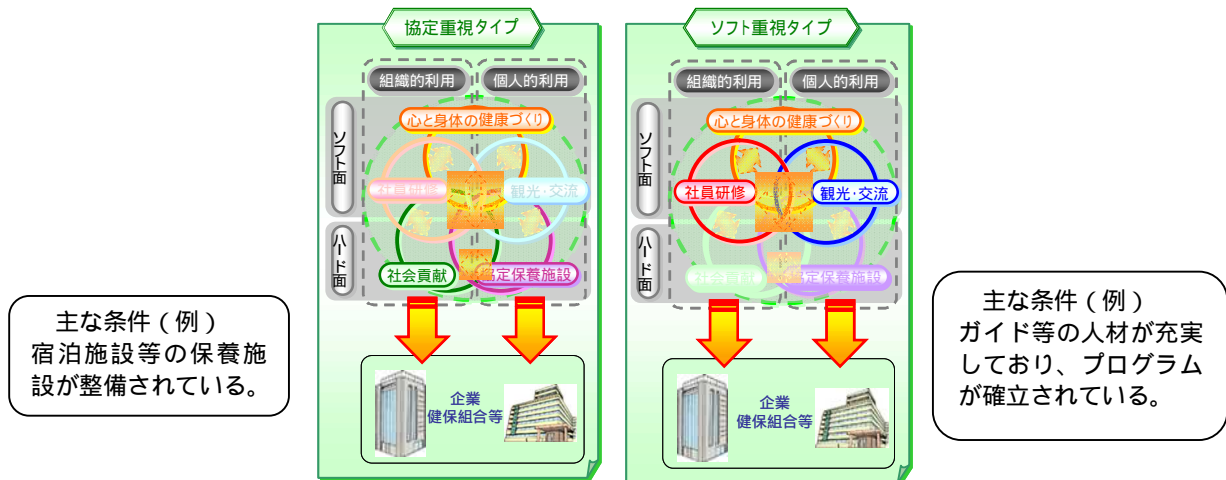 協定重視タイプ
組織的利用
個人的利用
ソフト面
ハード面
心と身体の健康づくり
社員研修
観光・交流
社会貢献
協定保養施設
企業
健保組合等
ソフト重視タイプ
組織的利用
個人的利用
ソフト面
ハード面
心と身体の健康づくり
社員研修
観光・交流
社会貢献
協定保養施設
企業
健保組合等
主な条件(例)
宿泊施設等の保養施
設が整備されている。
主な条件(例)
ガイド等の人材が充実
しており、プログラム
が確立されている。